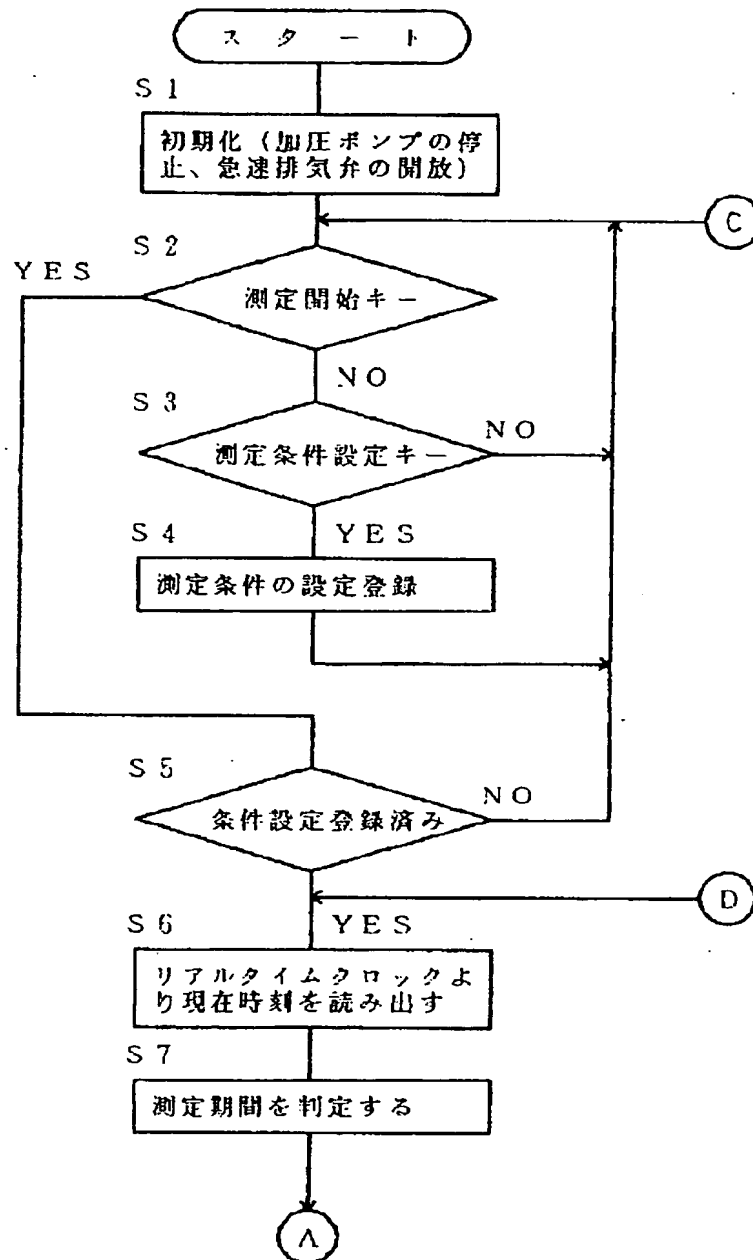 スタート
S1
初期化（加圧ポンプの停
止、急速排気弁の開放）
C
S2
YES
測定開始キー
NO
S3
NO
測定条件設定キー
S4
YES
測定条件の設定登録
S5
NO
条件設定登録済み
D
S6
YES
リアルタイムクロックよ
り現在時刻を読み出す
S7
測定期間を判定する
A